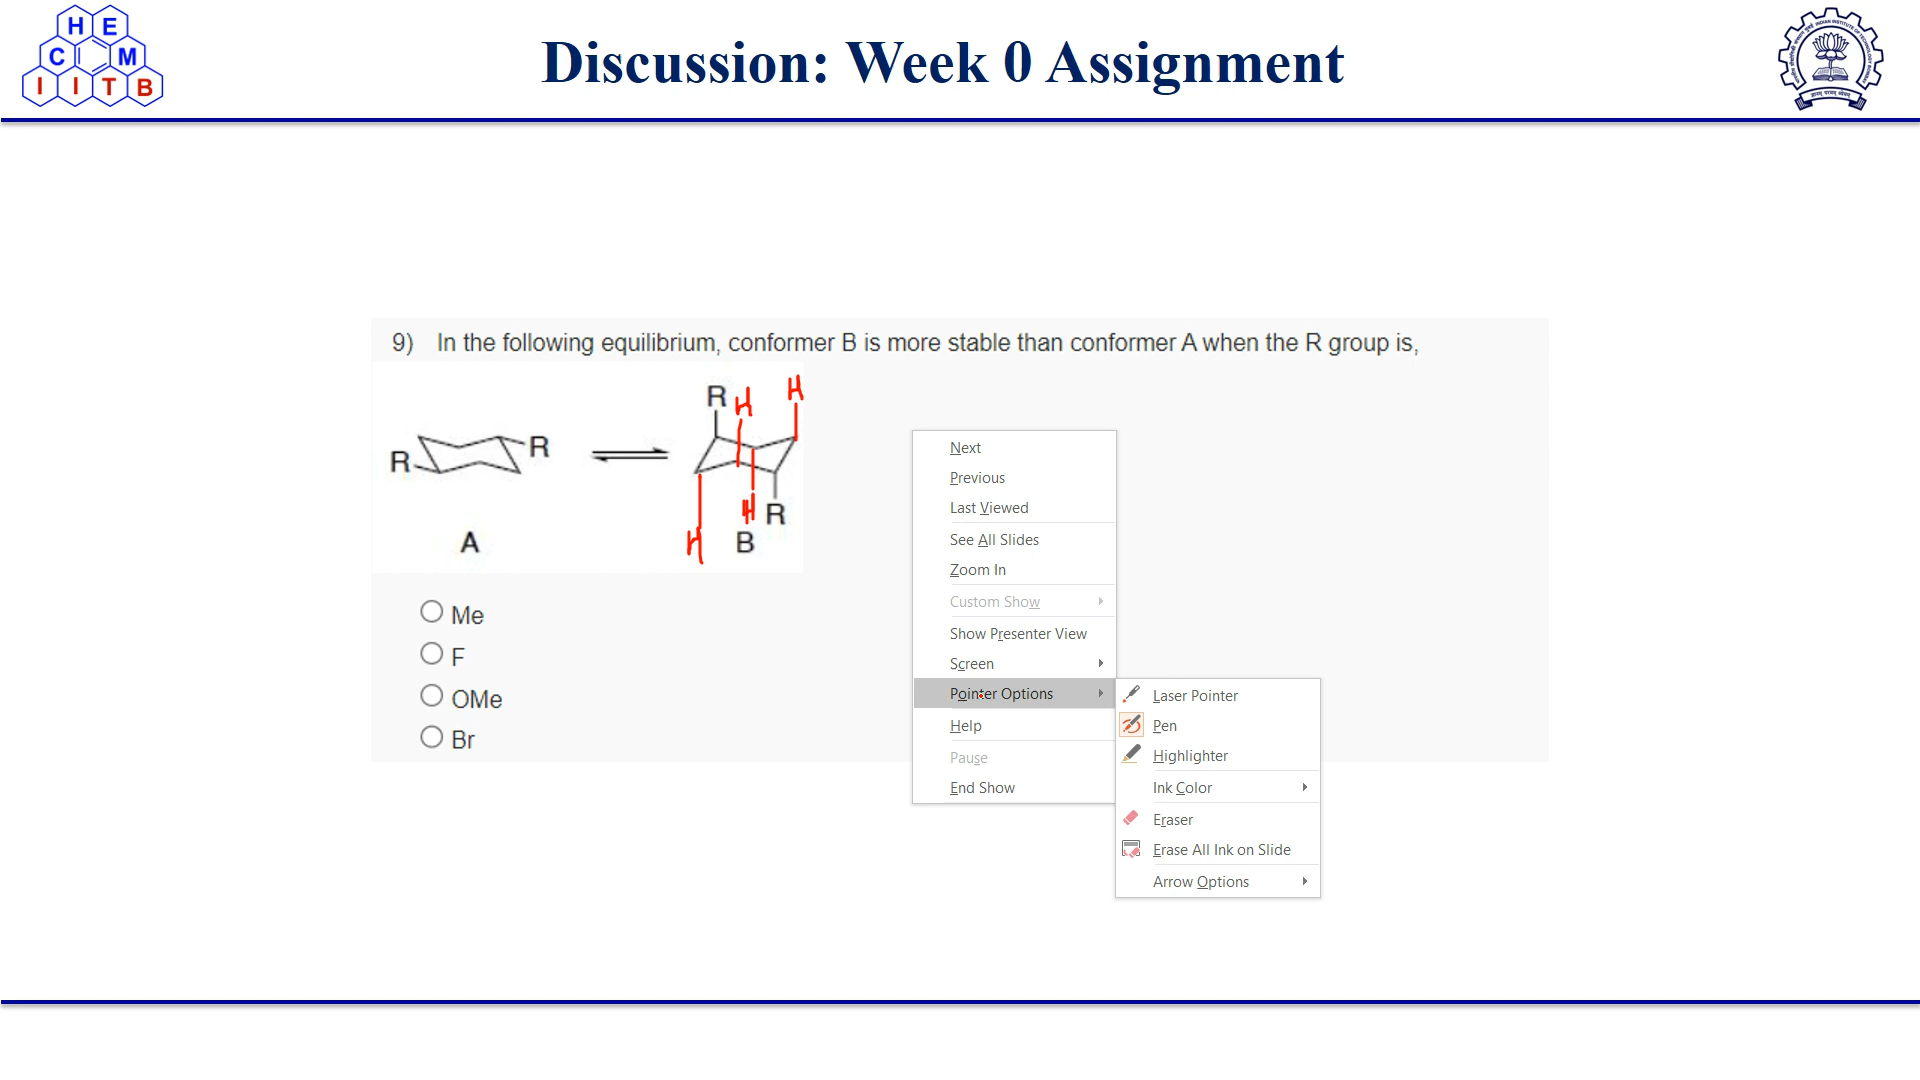 H E
C M
I I T B
Discussion: Week 0 Assignment
9) In the following equilibrium, conformer B is more stable than conformer A when the R group is,
R H H
R R
H R
H
A B
Me
F
OMe
Br
Next
Previous
Last Viewed
See All Slides
Zoom In
Custom Show
Show Presenter View
Screen
Pointer Options
Help
Pause
End Show
Laser Pointer
Pen
Highlighter
Ink Color
Eraser
Erase All Ink on Slide
Arrow Options